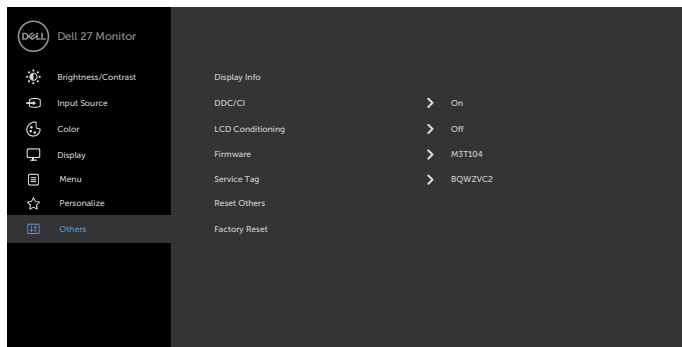 DELL Dell 27 Monitor
Brightness/Contrast Display Info
Input Source DDC/CI On
Color LCD Conditioning Off
Display Firmware M3T104
Menu Service Tag BQWZVC2
Personalize Reset Others
Others Factory Reset